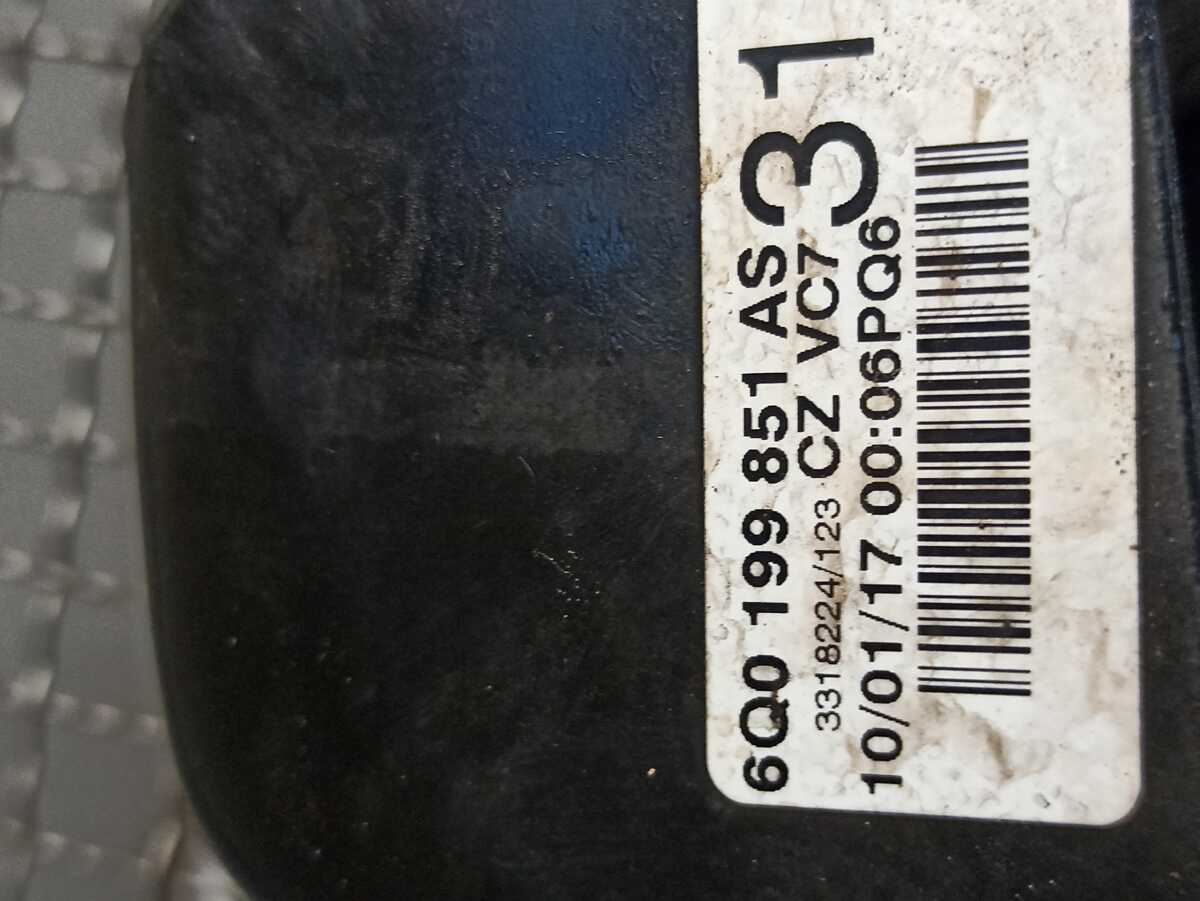 6Q0 199 851 AS
31
3318224/123 CZ VC7
10/01/17 00:06PQ6